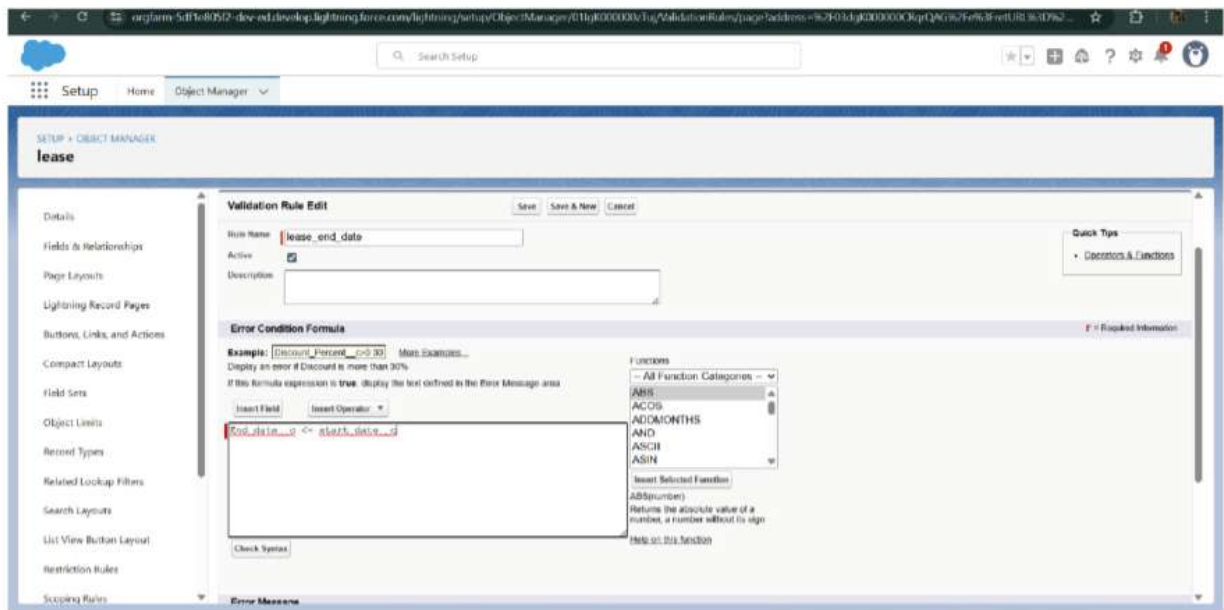 Search Setup
Setup Home Object Manager
SETUP > OBJECT MANAGER
lease
Details
Fields & Relationships
Page Layouts
Lightning Record Pages
Buttons, Links, and Actions
Compact Layouts
Field Sets
Object Limits
Record Types
Related Lookup Filters
Search Layouts
List View Button Layout
Restriction Rules
Scoping Rules
Validation Rule Edit Save Save & New Cancel
Rule Name lease_end_date
Active
Description
Quick Tips
• Operators & Functions
Error Condition Formula = Required Information
Example: Discount_Percent__c>0.30 More Examples...
Display an error if Discount is more than 30%
If this formula expression is true, display the text defined in the Error Message area
Insert Field Insert Operator
End_date__c <= start_date__c
Check Syntax
Functions
-- All Function Categories --
ABS
ACOS
ADDMONTHS
AND
ASCII
ASIN
Insert Selected Function
ABS(number)
Returns the absolute value of a
number, a number without its sign
Help on this function
Error Message